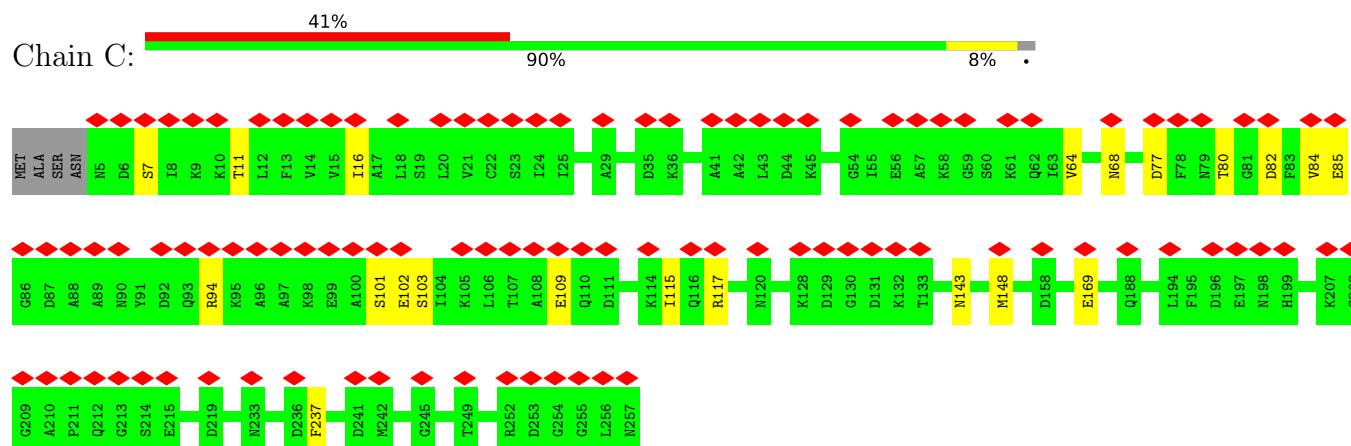 41%
Chain C:
90% 8% •
MET ALA SER ASN N5 D6 S7 I8 K9 K10 T11 L12 F13 V14 V15 I16 A17 L18 S19 L20 V21 C22 S23 I24 I25 A29 D35 K36 A41 A42 L43 D44 K45 G54 I55 E56 A57 K58 G59 S60 K61 Q62 I63 V64 N68 D77 F78 N79 T80 G81 D82 F83 V84 E85
G86 D87 A88 A89 N90 Y91 D92 Q93 R94 K95 A96 A97 K98 E99 A100 S101 E102 S103 I104 K105 L106 T107 A108 E109 Q110 D111 K114 I115 Q116 R117 N120 K128 D129 G130 D131 K132 T133 N143 M148 D158 E169 Q188 L194 F195 D196 E197 N198 H199 K207
G209 A210 P211 Q212 G213 S214 E215 D219 N233 D236 F237 D241 M242 G245 T249 R252 D253 G254 G255 L256 N257